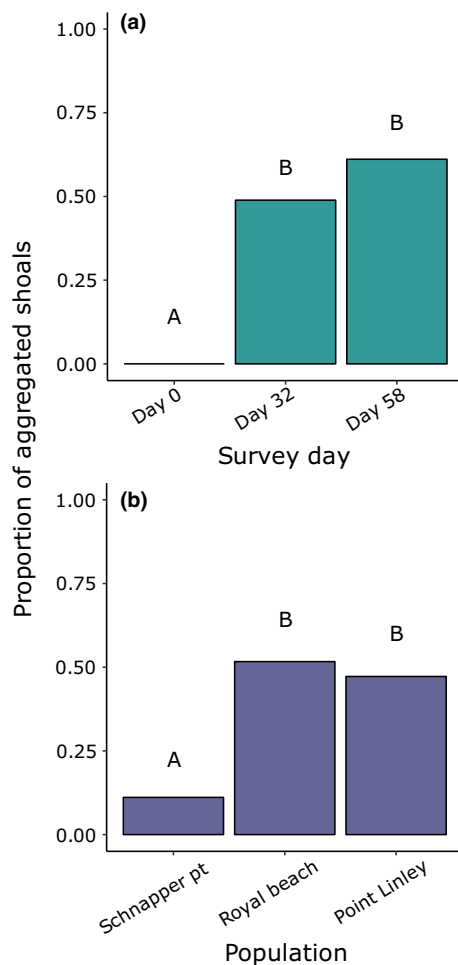 Proportion of aggregated shoals
(a)
1.00
0.75
0.50
0.25
0.00
A
B
B
Day 0
Day 32
Day 58
Survey day
(b)
1.00
0.75
0.50
0.25
0.00
A
B
B
Schnapper pt
Royal beach
Point Linley
Population